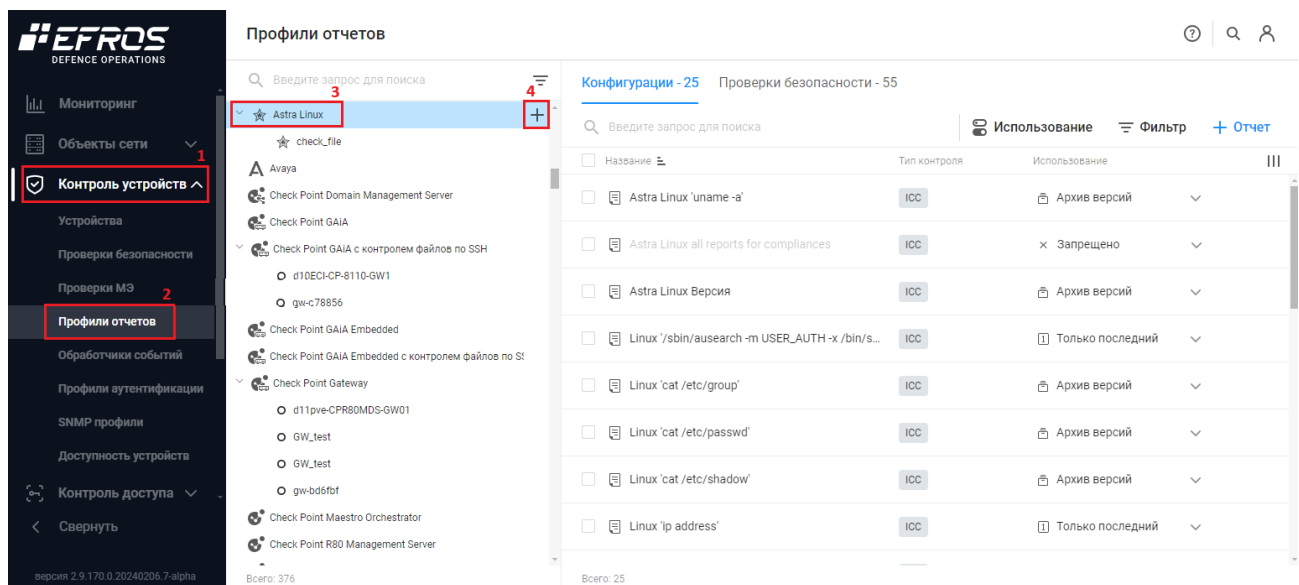 EFROS
DEFENCE OPERATIONS
Мониторинг
Объекты сети
1
Контроль устройств
Устройства
Проверки безопасности
Проверки МЭ
2
Профили отчетов
Обработчики событий
Профили аутентификации
SNMP профили
Доступность устройств
Контроль доступа
Свернуть
версия 2.9.170.0.20240206.7-alpha
Профили отчетов
Введите запрос для поиска
3
4
Astra Linux
check_file
Avaya
Check Point Domain Management Server
Check Point GAiA
Check Point GAiA с контролем файлов по SSH
d10ECI-CP-8110-GW1
gw-c78856
Check Point GAiA Embedded
Check Point GAiA Embedded с контролем файлов по SS
Check Point Gateway
d11pve-CPR80MDS-GW01
GW_test
GW_test
gw-bd6fbf
Check Point Maestro Orchestrator
Check Point R80 Management Server
Всего: 376
Конфигурации - 25 Проверки безопасности - 55
Введите запрос для поиска Использование Фильтр + Отчет
Название Тип контроля Использование
Astra Linux 'uname -a' ICC Архив версий
Astra Linux all reports for compliances ICC Запрещено
Astra Linux Версия ICC Архив версий
Linux '/sbin/ausearch -m USER_AUTH -x /bin/s... ICC Только последний
Linux 'cat /etc/group' ICC Архив версий
Linux 'cat /etc/passwd' ICC Архив версий
Linux 'cat /etc/shadow' ICC Архив версий
Linux 'ip address' ICC Только последний
Всего: 25